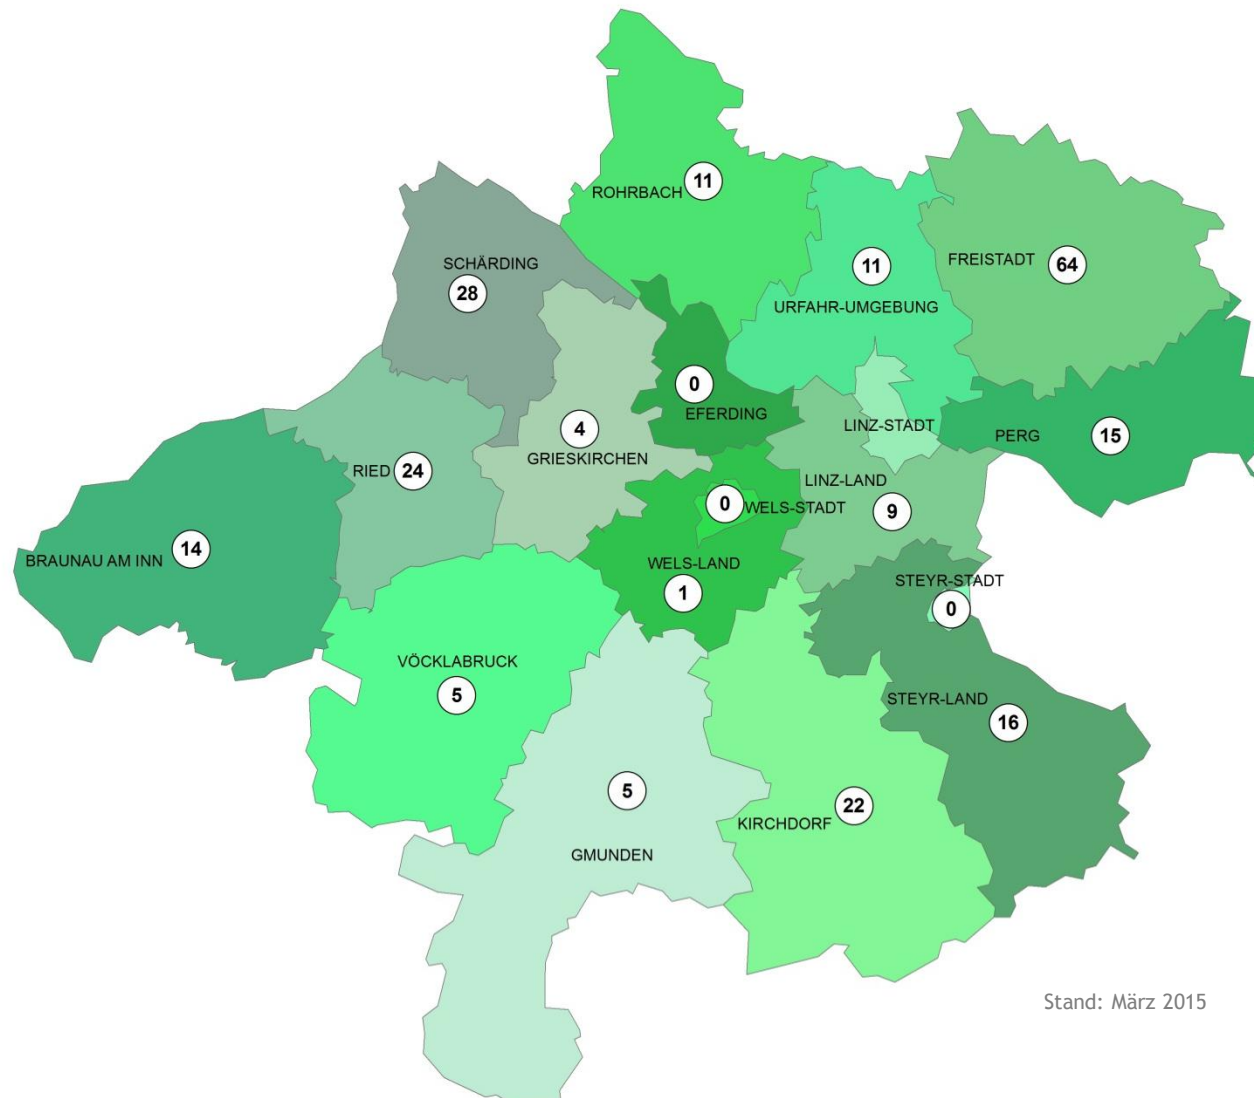 ROHRBACH
11
SCHÄRDING
28
11
URFAHR-UMGEBUNG
FREISTADT
64
0
EFERDING
4
GRIESKIRCHEN
LINZ-STADT
PERG
15
RIED
24
LINZ-LAND
9
0
WELS-STADT
BRAUNAU AM INN
14
WELS-LAND
1
STEYR-STADT
0
VÖCKLABRUCK
5
STEYR-LAND
16
5
GMUNDEN
22
KIRCHDORF
Stand: März 2015